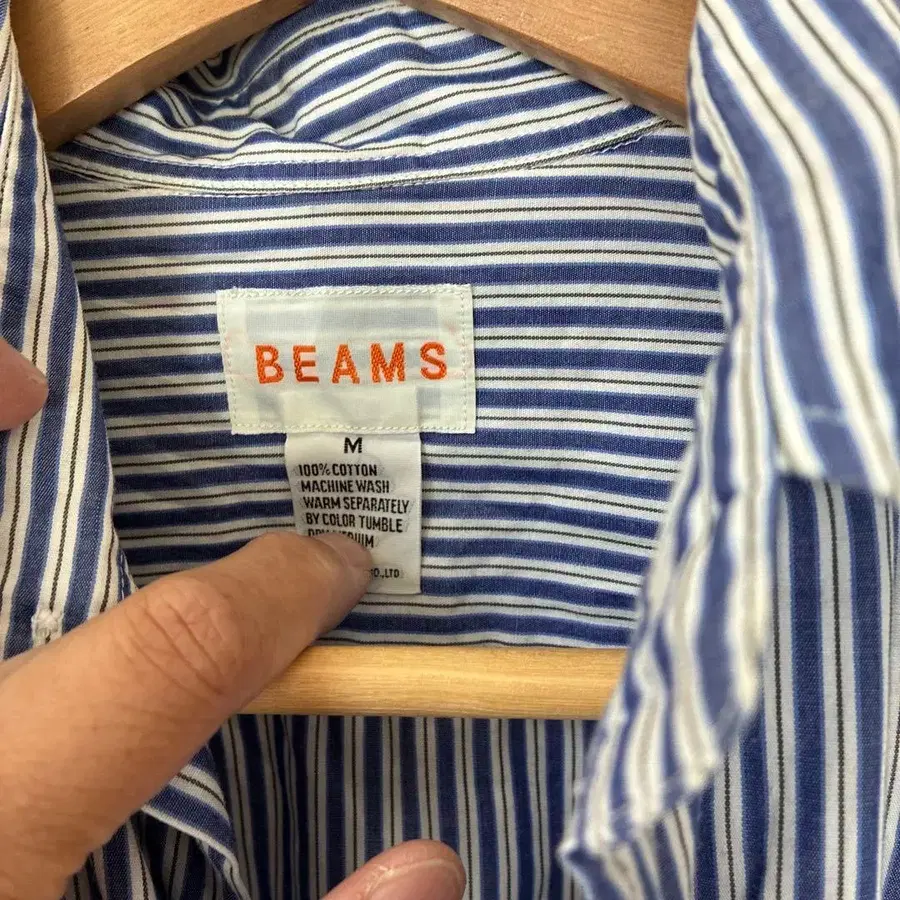 BEAMS
M
100% COTTON
MACHINE WASH
WARM SEPARATELY
BY COLOR TUMBLE
CO.,LTD